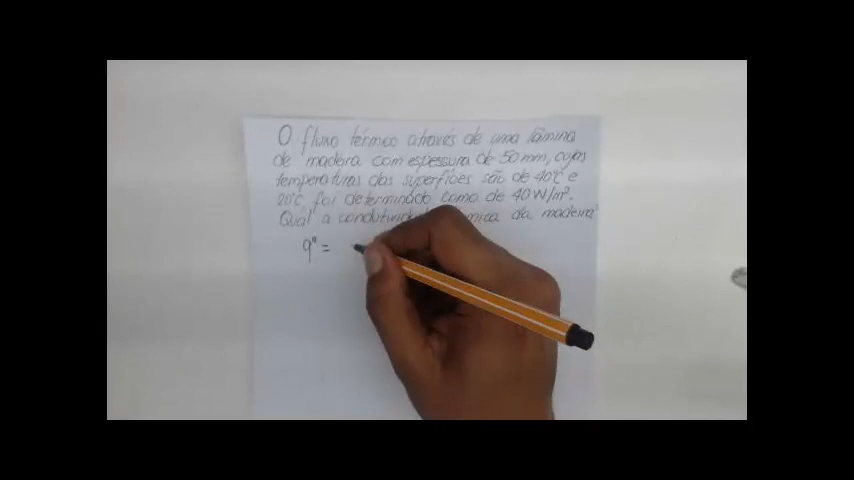 O fluxo térmico através de uma lâmina
de madeira com espessura de 50 mm, cujas
temperaturas das superfícies são de 40°C e
20°C, foi determinado como de 40 W/m².
Qual a da madeira
q" =